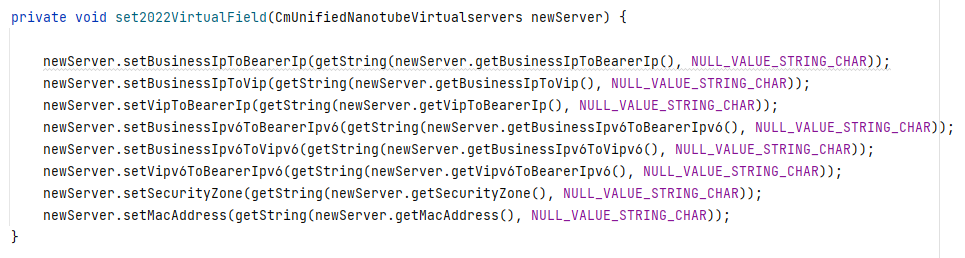 private void set2022VirtualField(CmUnifiedNanotubeVirtualservers newServer) {
newServer.setBusinessIpToBearerIp(getString(newServer.getBusinessIpToBearerIp(), NULL_VALUE_STRING_CHAR));
newServer.setBusinessIpToVip(getString(newServer.getBusinessIpToVip(), NULL_VALUE_STRING_CHAR));
newServer.setVipToBearerIp(getString(newServer.getVipToBearerIp(), NULL_VALUE_STRING_CHAR));
newServer.setBusinessIpv6ToBearerIpv6(getString(newServer.getBusinessIpv6ToBearerIpv6(), NULL_VALUE_STRING_CHAR));
newServer.setBusinessIpv6ToVipv6(getString(newServer.getBusinessIpv6ToVipv6(), NULL_VALUE_STRING_CHAR));
newServer.setVipv6ToBearerIpv6(getString(newServer.getVipv6ToBearerIpv6(), NULL_VALUE_STRING_CHAR));
newServer.setSecurityZone(getString(newServer.getSecurityZone(), NULL_VALUE_STRING_CHAR));
newServer.setMacAddress(getString(newServer.getMacAddress(), NULL_VALUE_STRING_CHAR));
}